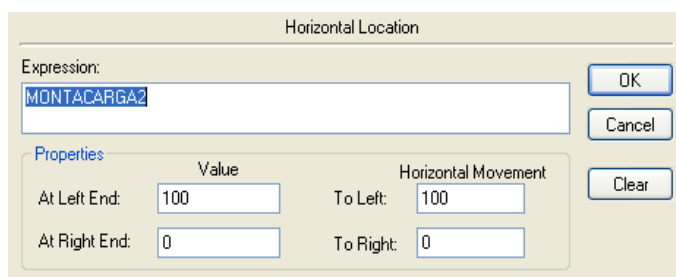 Horizontal Location
Expression:
MONTACARGA2
OK
Cancel
Clear
Properties
Value
Horizontal Movement
At Left End: 100 To Left: 100
At Right End: 0 To Right: 0